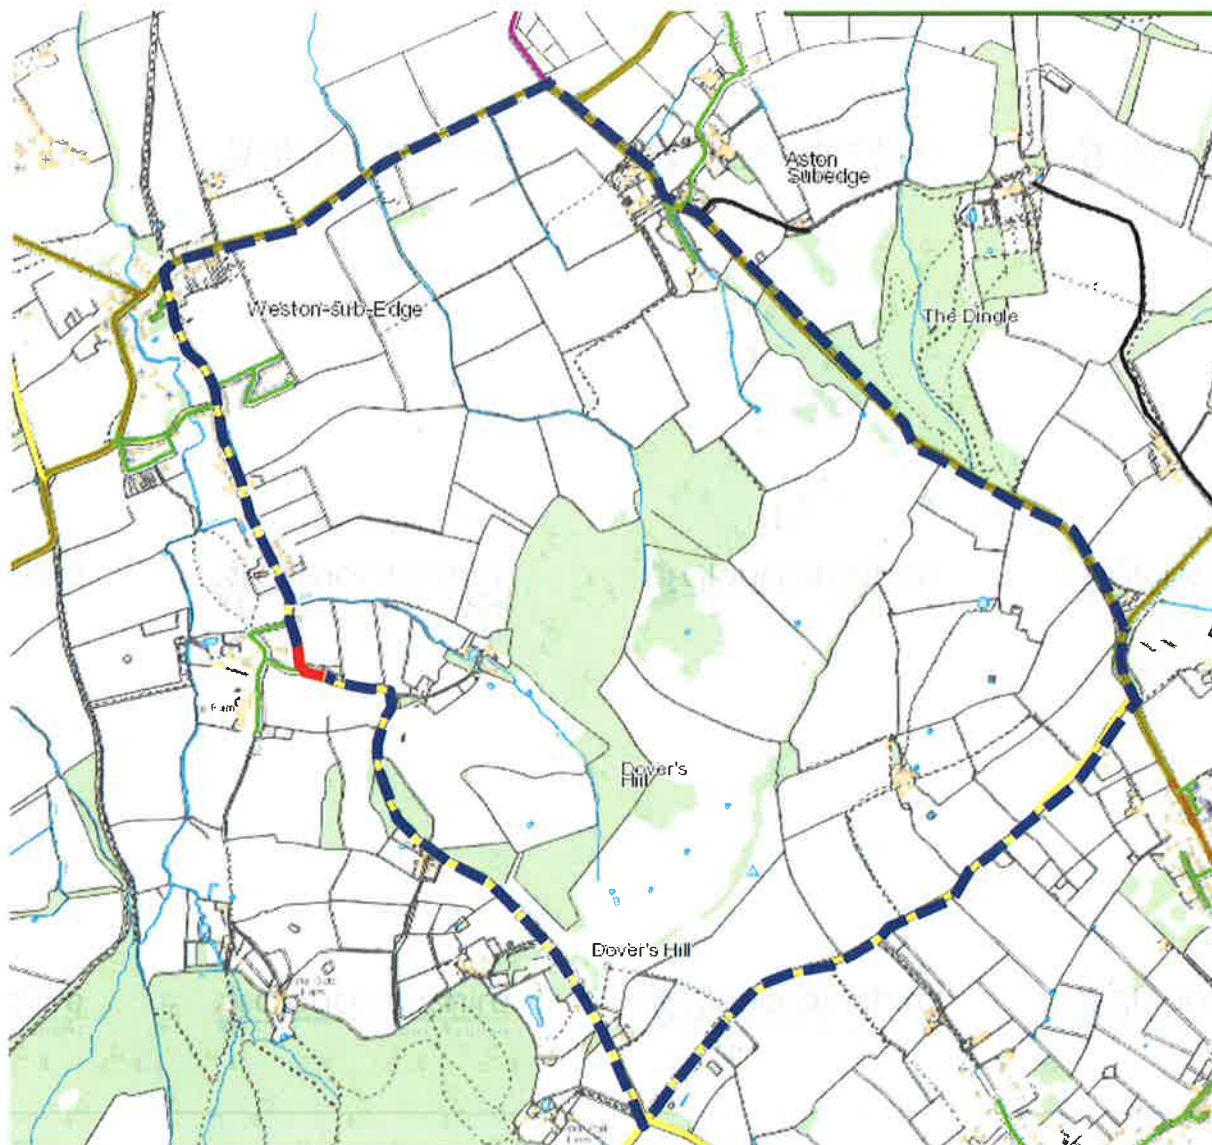 Aston
Subedge
Weston-sub-Edge
The Dingle
Dover's
Hill
Dover's Hill